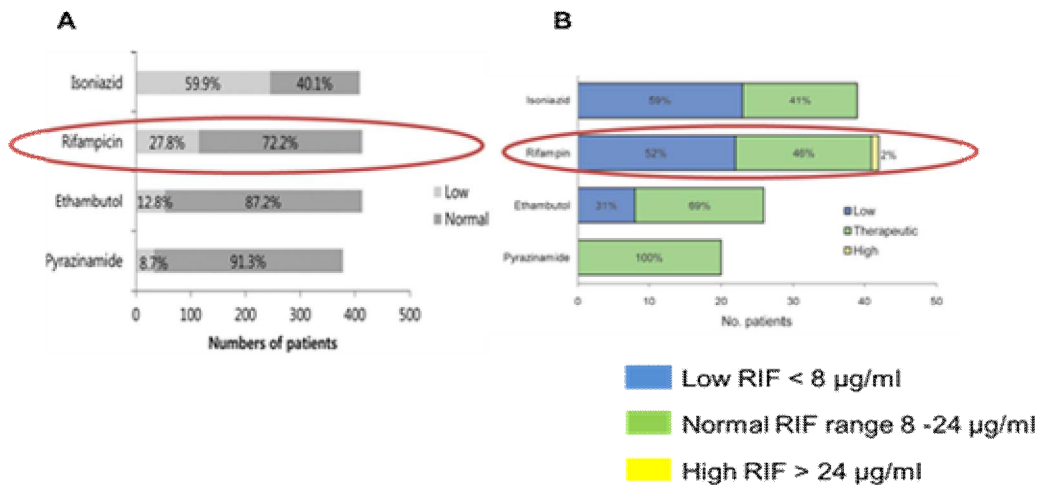 A
Isoniazid
59.9% 40.1%
Rifampicin
27.8% 72.2%
Ethambutol
12.8% 87.2%
Pyrazinamide
8.7% 91.3%
Low
Normal
0 100 200 300 400 500
Numbers of patients
B
Isoniazid
59% 41%
Rifampin
52% 46% 2%
Ethambutol
31% 69%
Pyrazinamide
100%
Low
Therapeutic
High
0 10 20 30 40 50
No. patients
Low RIF < 8 µg/ml
Normal RIF range 8 -24 µg/ml
High RIF > 24 µg/ml